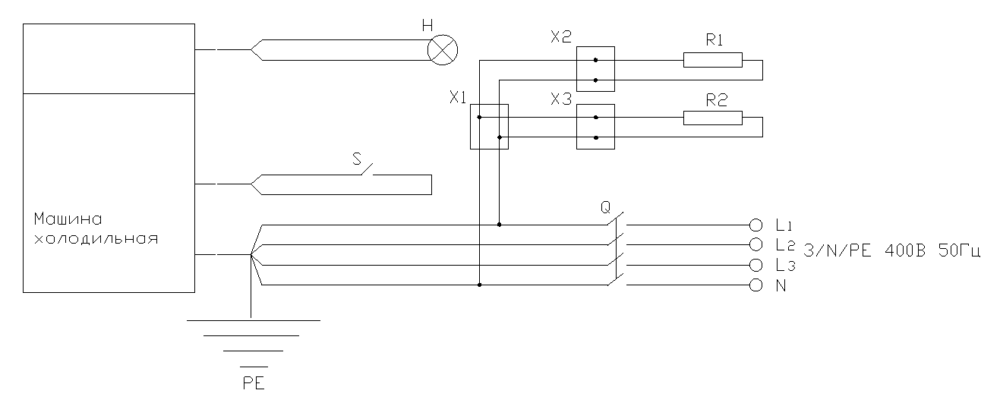 H
X2
R1
X1
X3
R2
S
Машина
холодильная
Q
L1
L2
L3
N
3/N/PE 400В 50Гц
PE